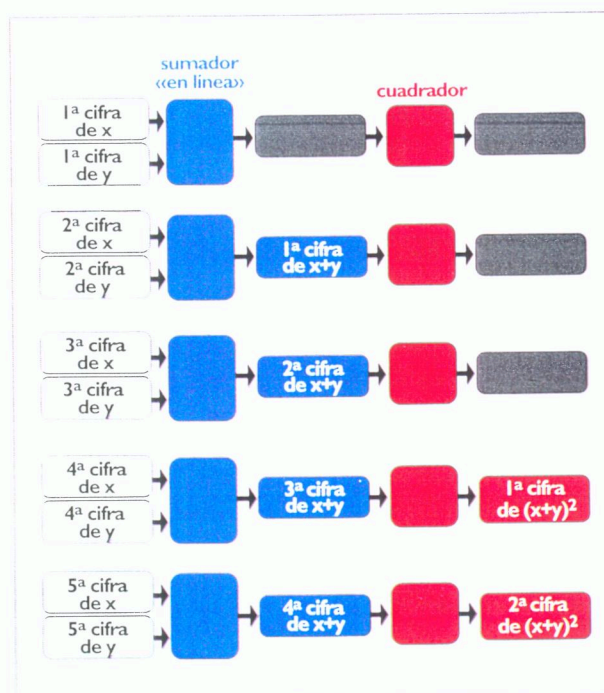 sumador
«en linea»
cuadrador
1ª cifra
de x
1ª cifra
de y
2ª cifra
de x
2ª cifra
de y
1ª cifra
de x+y
3ª cifra
de x
3ª cifra
de y
2ª cifra
de x+y
4ª cifra
de x
4ª cifra
de y
3ª cifra
de x+y
1ª cifra
de (x+y)²
5ª cifra
de x
5ª cifra
de y
4ª cifra
de x+y
2ª cifra
de (x+y)²